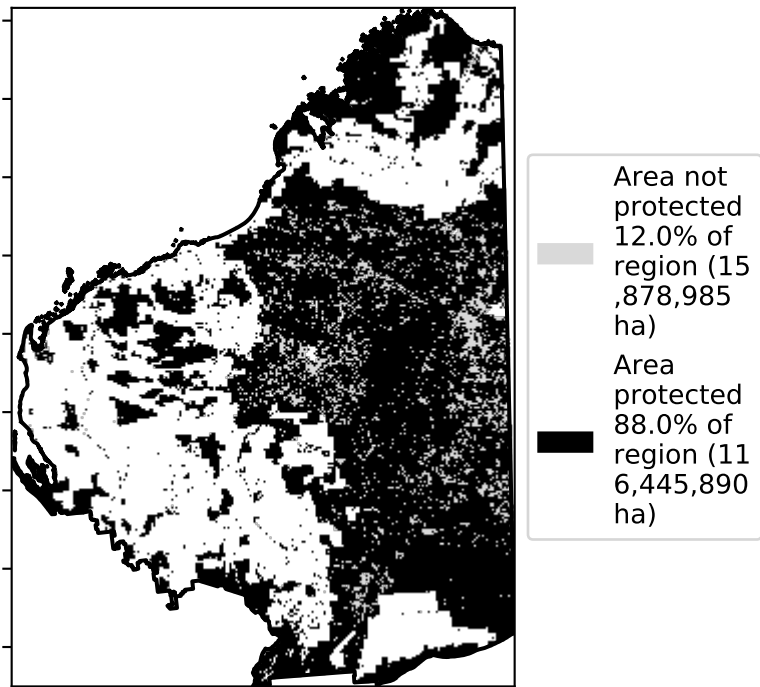 Area not
protected
12.0% of
region (15
,878,985
ha)
Area
protected
88.0% of
region (11
6,445,890
ha)